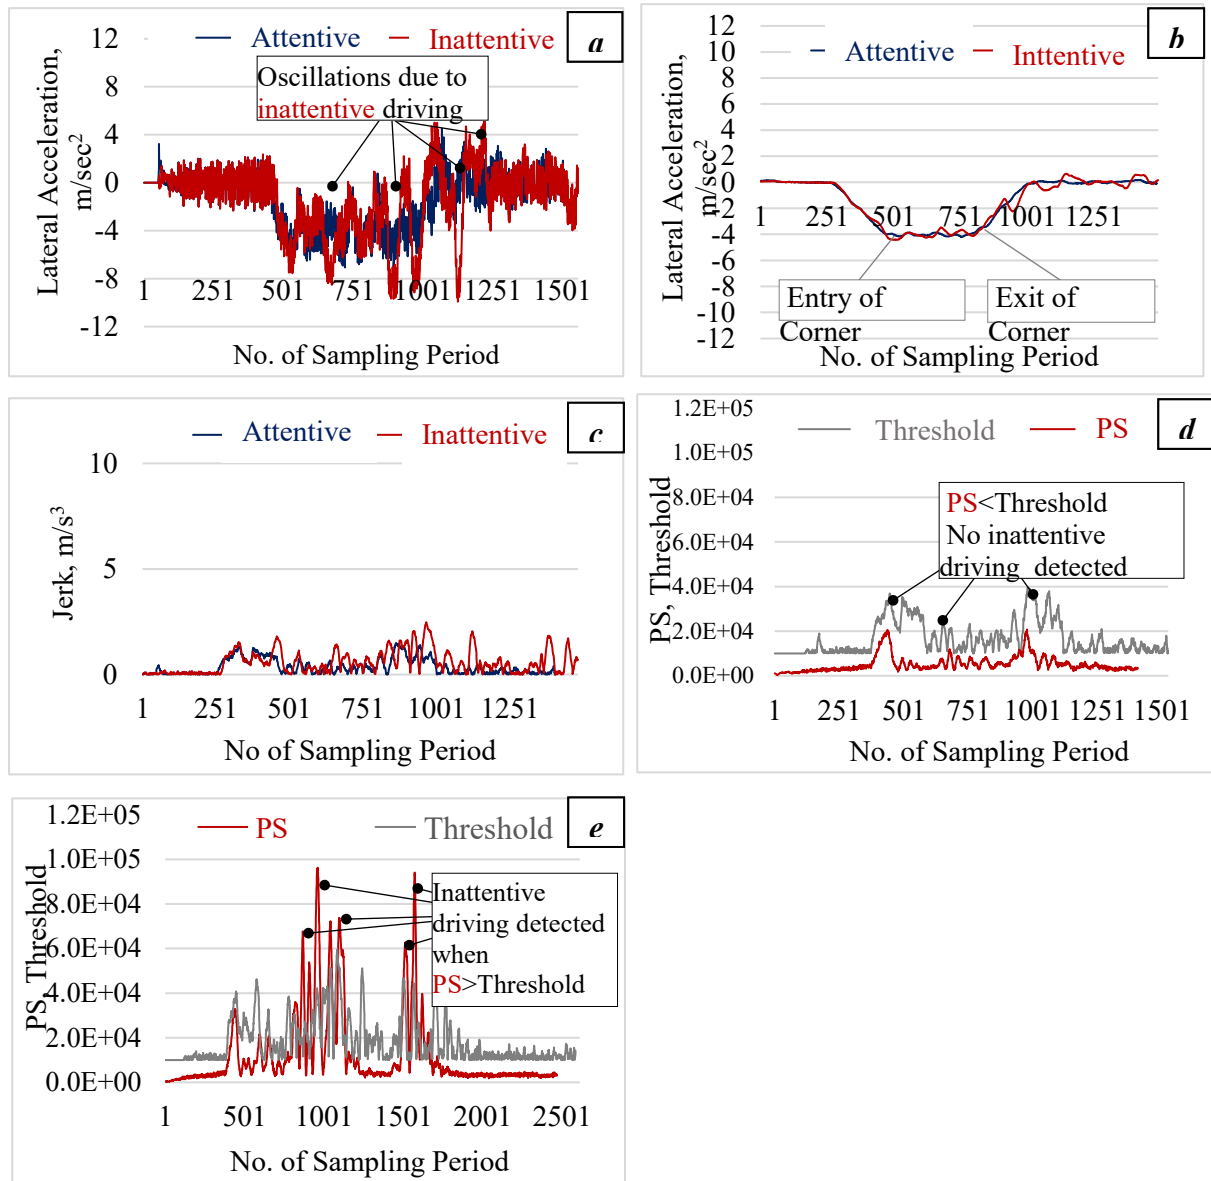 Attentive
Inattentive
a
Oscillations due to
inattentive driving
12
8
4
0
-4
-8
-12
Lateral Acceleration,
m/sec2
1
251
501
751
1001
1251
1501
No. of Sampling Period
Attentive
Inttentive
b
12
10
8
6
4
2
0
-2
-4
-6
-8
-10
-12
Lateral Acceleration,
m/sec2
1
251
501
751
1001
1251
Entry of
Corner
Exit of
Corner
No. of Sampling Period
Attentive
Inattentive
c
10
5
0
Jerk, m/s3
1
251
501
751
1001
1251
No of Sampling Period
Threshold
PS
d
1.2E+05
1.0E+05
8.0E+04
6.0E+04
4.0E+04
2.0E+04
0.0E+00
PS, Threshold
PS<Threshold
No inattentive
driving detected
1
251
501
751
1001
1251
1501
No. of Sampling Period
PS
Threshold
e
1.2E+05
1.0E+05
8.0E+04
6.0E+04
4.0E+04
2.0E+04
0.0E+00
PS, Threshold
Inattentive
driving detected
when
PS>Threshold
1
501
1001
1501
2001
2501
No. of Sampling Period